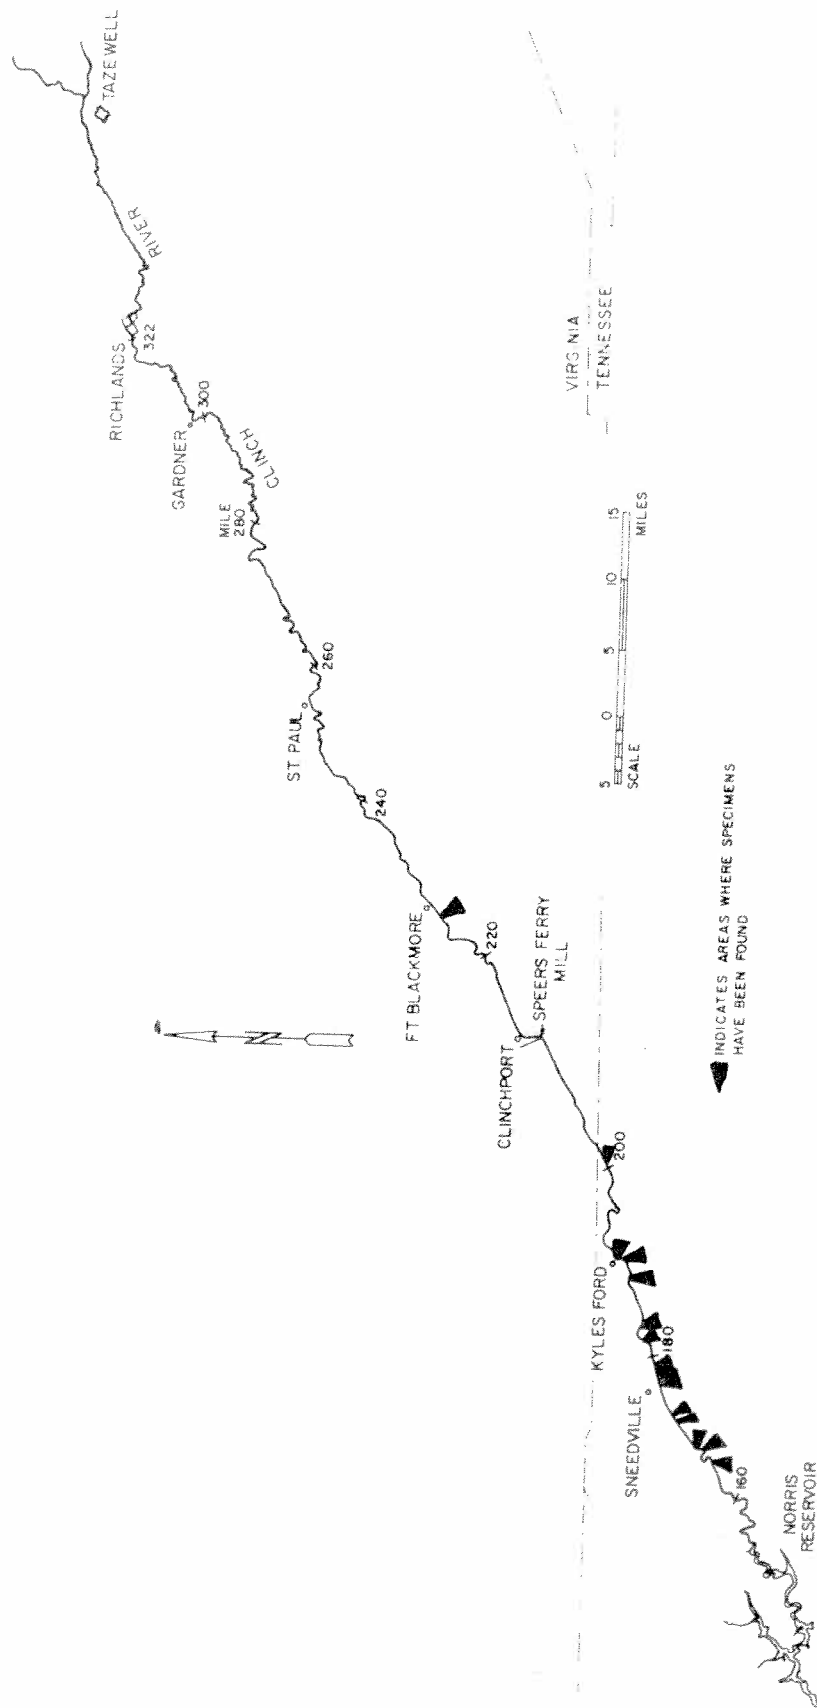 TAZEWELL
RIVER
RICHLANDS
322
GARDNER
300
CLINCH
MILE
280
260
ST PAUL
240
FT BLACKMORE
220
SPEERS FERRY
MILL
CLINCHPORT
N
VIRGINIA
TENNESSEE
5 0 5 10 15
SCALE
MILES
INDICATES AREAS WHERE SPECIMENS
HAVE BEEN FOUND
200
KYLES FORD
180
SNEEDVILLE
160
NORRIS
RESERVOIR